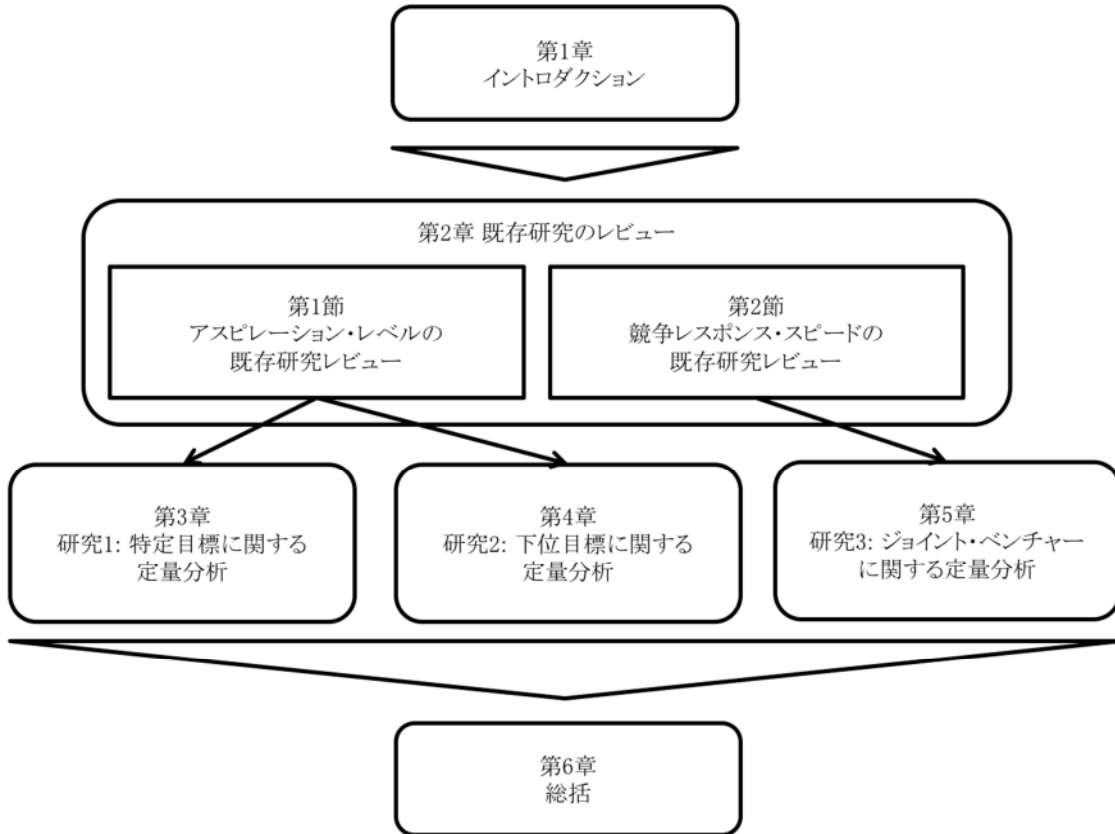 第1章
イントロダクション
第2章 既存研究のレビュー
第1節
アスピレーション・レベルの
既存研究レビュー
第2節
競争レスポンス・スピードの
既存研究レビュー
第3章
研究1: 特定目標に関する
定量分析
第4章
研究2: 下位目標に関する
定量分析
第5章
研究3: ジョイント・ベンチャー
に関する定量分析
第6章
総括